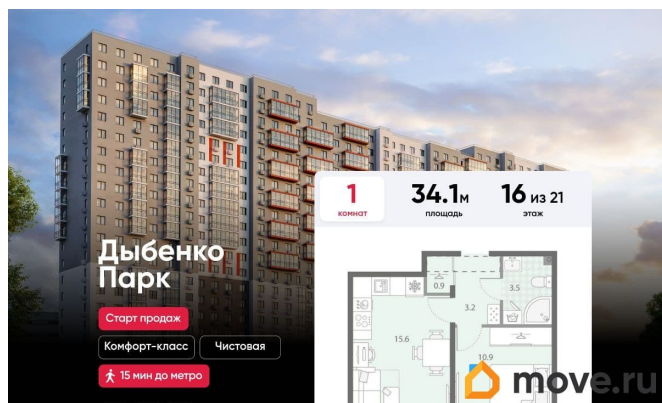 1
комнат
34.1м
площадь
16 из 21
этаж
Дыбенко
Парк
Старт продаж
Комфорт-класс
Чистовая
15 мин до метро
0.9
3.5
3.2
15.6
10.9
move.ru